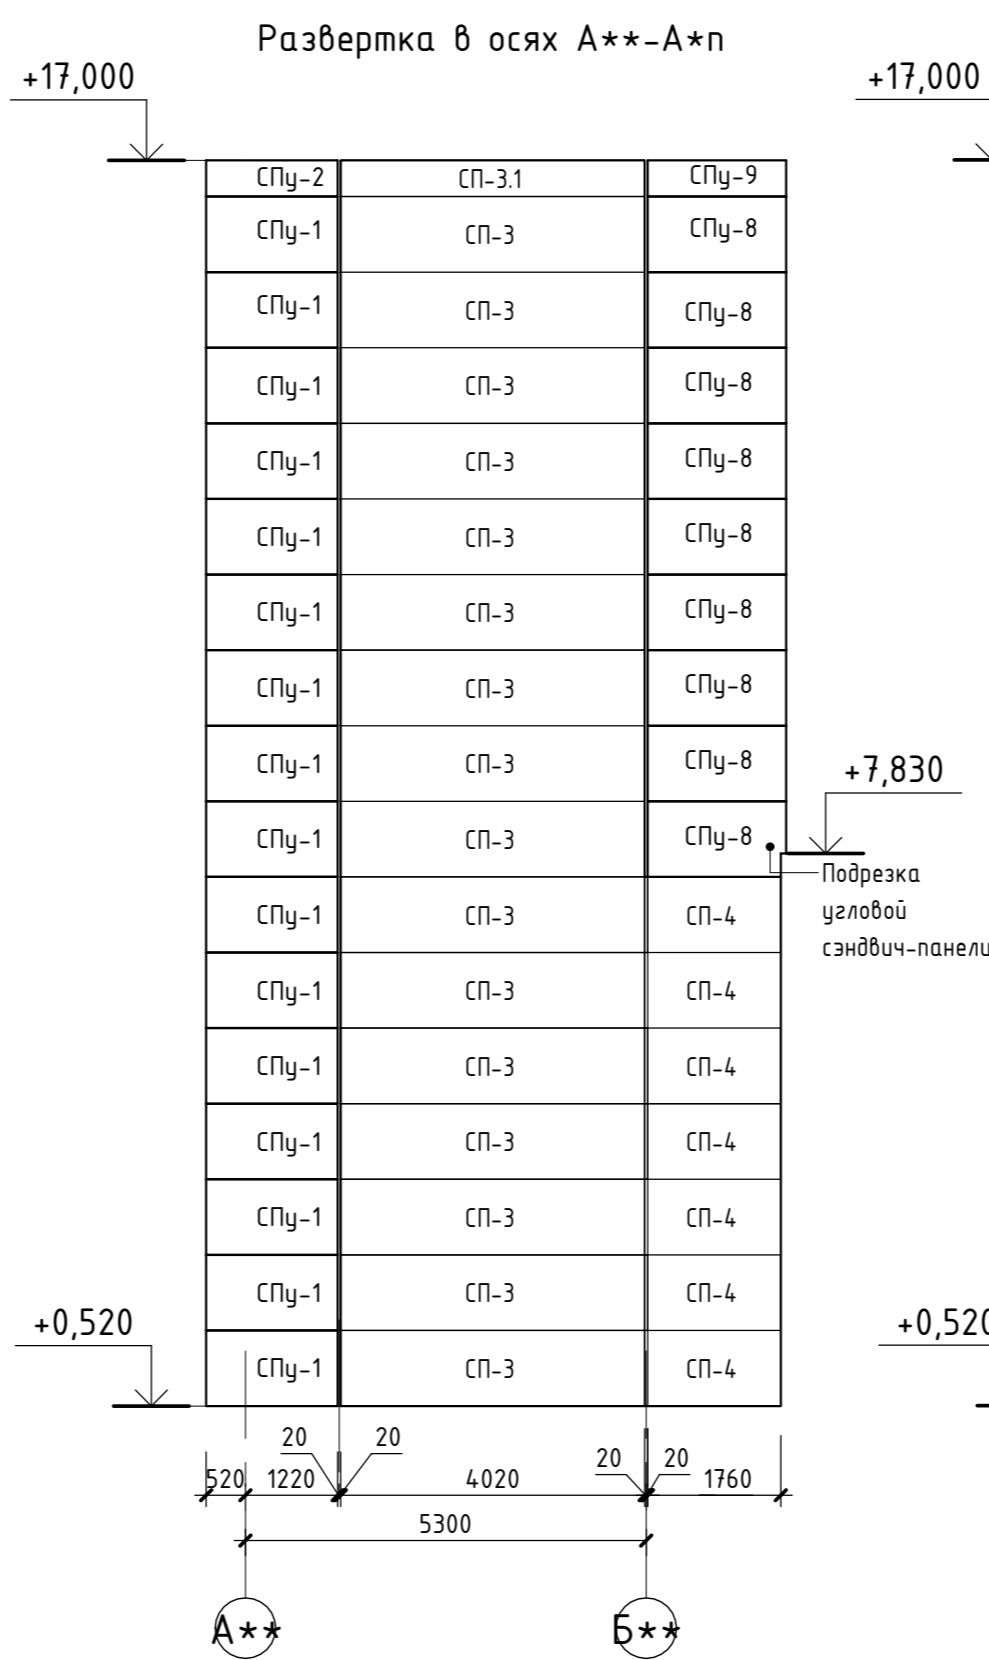 Развертка в осях А**-А*п
+17,000
+17,000
СПу-2 СП-3.1 СПу-9
СПу-1 СП-3 СПу-8
СПу-1 СП-3 СПу-8
СПу-1 СП-3 СПу-8
СПу-1 СП-3 СПу-8
СПу-1 СП-3 СПу-8
СПу-1 СП-3 СПу-8
СПу-1 СП-3 СПу-8
СПу-1 СП-3 СПу-8
+7,830
СПу-1 СП-3 СПу-8
Подрезка
угловой
сэндвич-панели
СПу-1 СП-3 СП-4
СПу-1 СП-3 СП-4
СПу-1 СП-3 СП-4
СПу-1 СП-3 СП-4
СПу-1 СП-3 СП-4
СПу-1 СП-3 СП-4
+0,520
+0,520
СПу-1 СП-3 СП-4
20 20 20 20
520 1220 4020 1760
5300
А** Б**